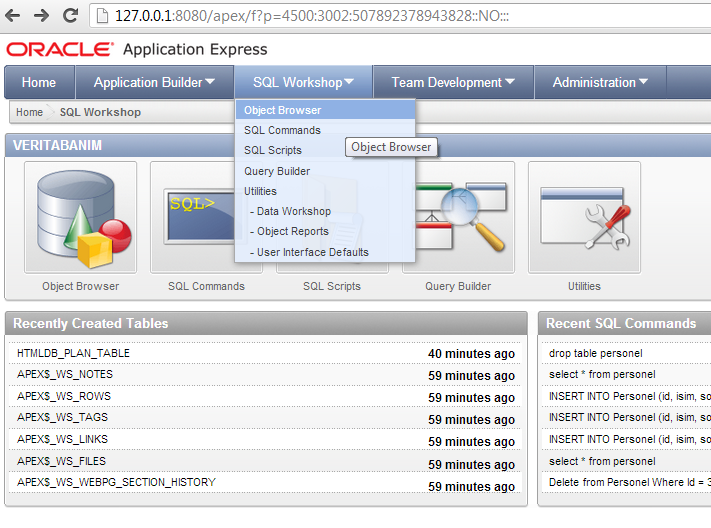 127.0.0.1:8080/apex/f?p=4500:3002:507892378943828::NO:::
ORACLE Application Express
Home Application Builder SQL Workshop Team Development Administration
Home SQL Workshop
Object Browser
SQL Commands
SQL Scripts
Query Builder
Utilities
- Data Workshop
- Object Reports
- User Interface Defaults
Object Browser
VERITABANIM
SQL>
Object Browser SQL Commands SQL Scripts Query Builder Utilities
Recently Created Tables
HTMLDB_PLAN_TABLE 40 minutes ago
APEX$_WS_NOTES 59 minutes ago
APEX$_WS_ROWS 59 minutes ago
APEX$_WS_TAGS 59 minutes ago
APEX$_WS_LINKS 59 minutes ago
APEX$_WS_FILES 59 minutes ago
APEX$_WS_WEBPG_SECTION_HISTORY 59 minutes ago
Recent SQL Commands
drop table personel
select * from personel
INSERT INTO Personel (id, isim, so
INSERT INTO Personel (id, isim, so
INSERT INTO Personel (id, isim, so
select * from personel
Delete from Personel Where Id = 3